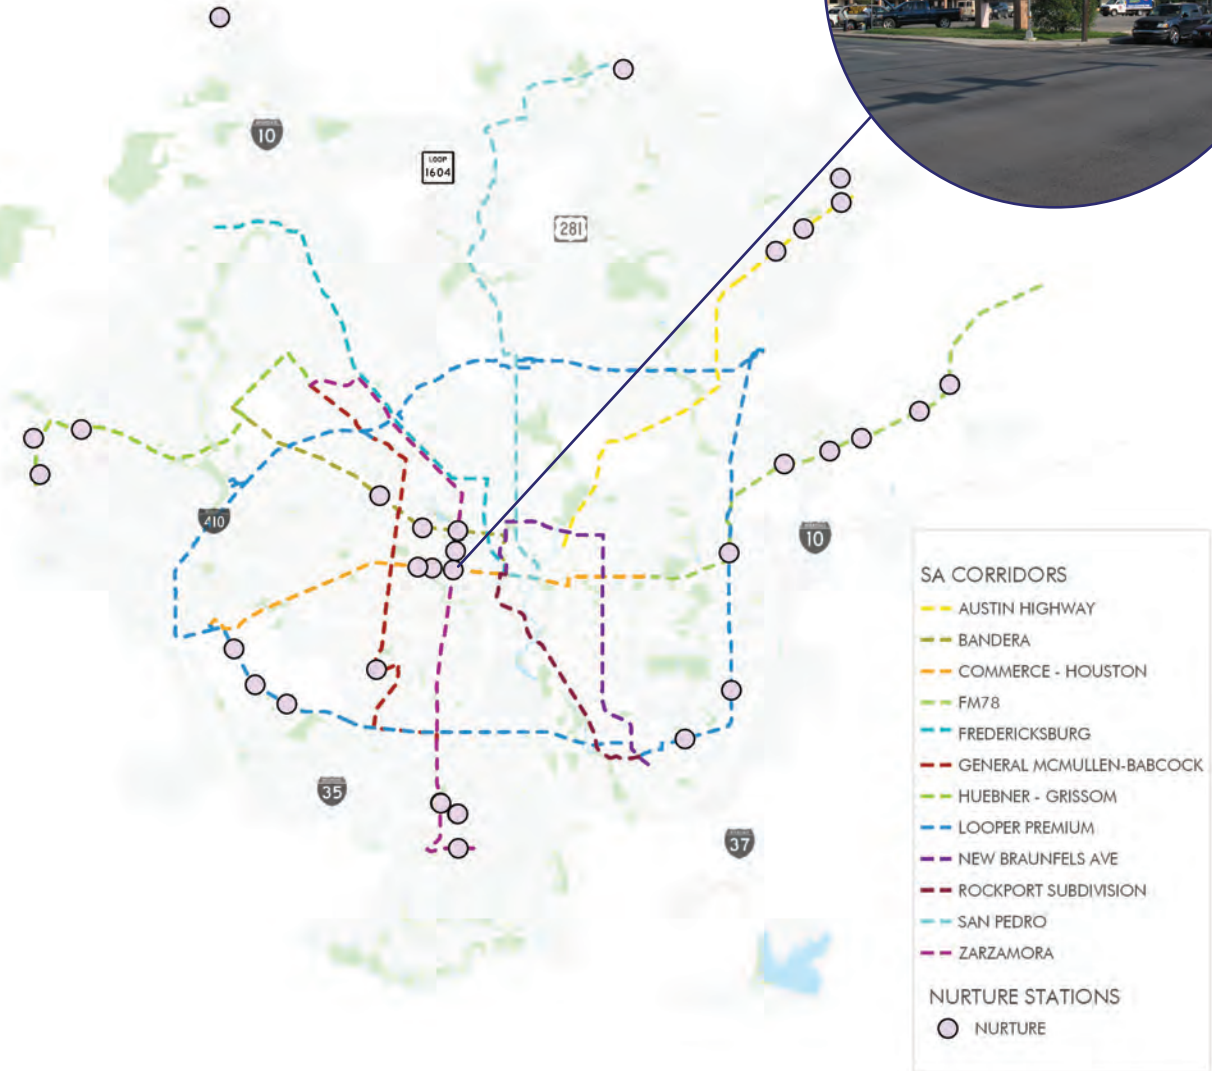 10
LOOP
1604
281
410
10
35
37
SA CORRIDORS
AUSTIN HIGHWAY
BANDERA
COMMERCE - HOUSTON
FM78
FREDERICKSBURG
GENERAL MCMULLEN-BABCOCK
HUEBNER - GRISSOM
LOOPER PREMIUM
NEW BRAUNFELS AVE
ROCKPORT SUBDIVISION
SAN PEDRO
ZARZAMORA
NURTURE STATIONS
NURTURE